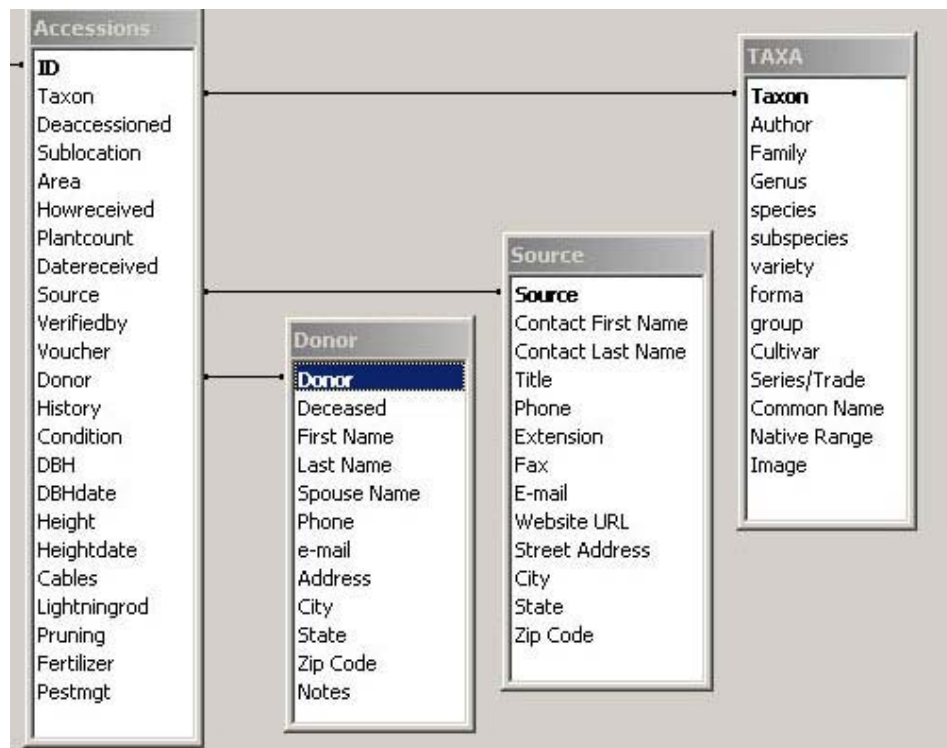 Accessions
ID
Taxon
Deaccessioned
Sublocation
Area
Howreceived
Plantcount
Datereceived
Source
Verifiedby
Voucher
Donor
History
Condition
DBH
DBHdate
Height
Heightdate
Cables
Lightningrod
Pruning
Fertilizer
Pestmgt
Donor
Donor
Deceased
First Name
Last Name
Spouse Name
Phone
e-mail
Address
City
State
Zip Code
Notes
Source
Source
Contact First Name
Contact Last Name
Title
Phone
Extension
Fax
E-mail
Website URL
Street Address
City
State
Zip Code
TAXA
Taxon
Author
Family
Genus
species
subspecies
variety
forma
group
Cultivar
Series/Trade
Common Name
Native Range
Image